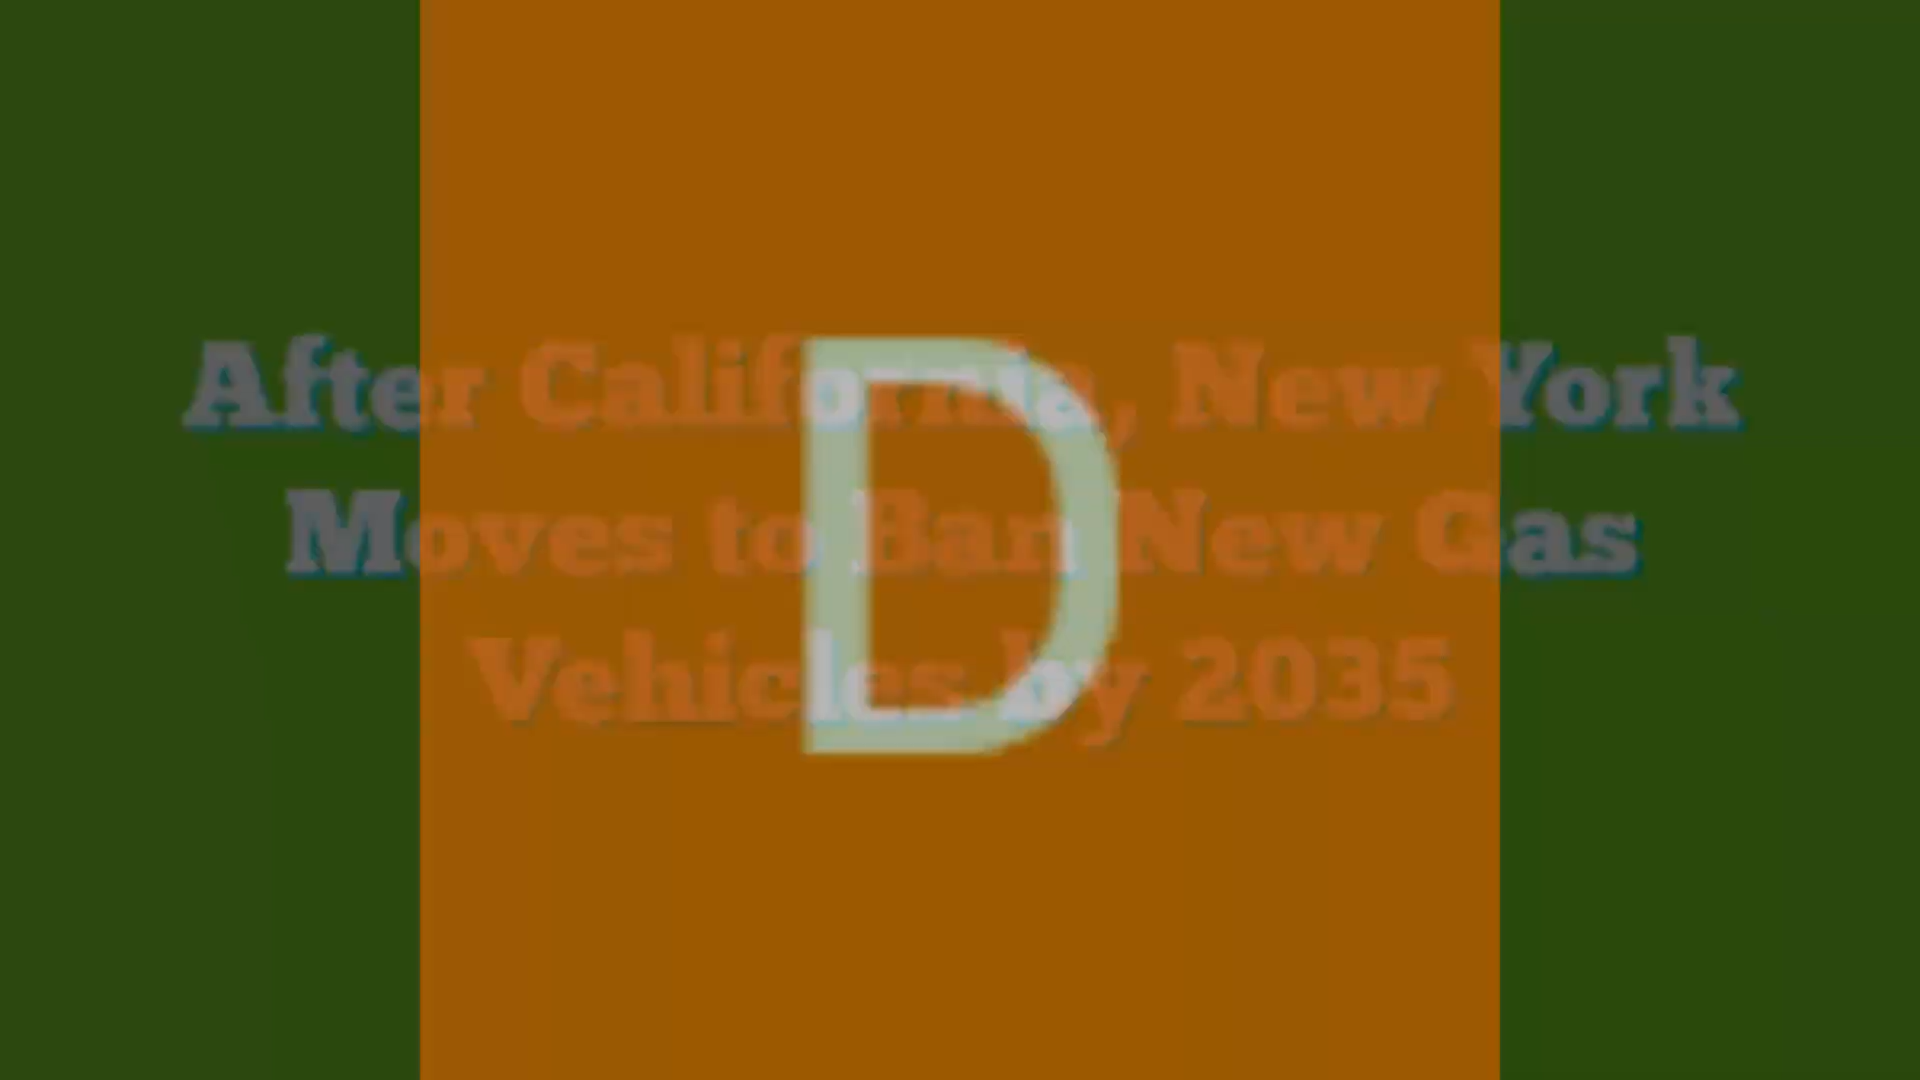 After California, New York
Moves to Ban New Gas
Vehicles by 2035
D